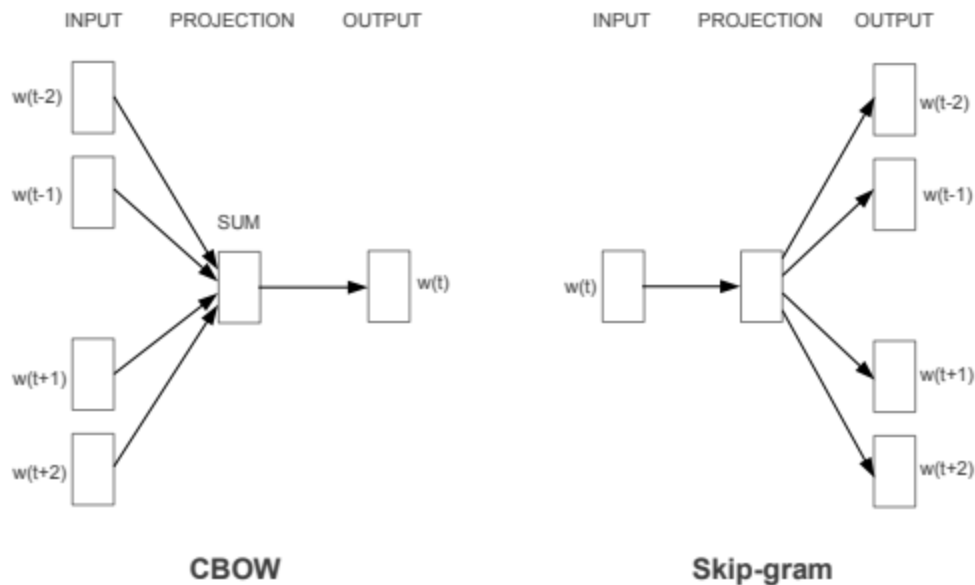 INPUT PROJECTION OUTPUT
w(t-2)
w(t-1)
SUM
w(t)
w(t+1)
w(t+2)
CBOW
INPUT PROJECTION OUTPUT
w(t-2)
w(t-1)
w(t)
w(t+1)
w(t+2)
Skip-gram